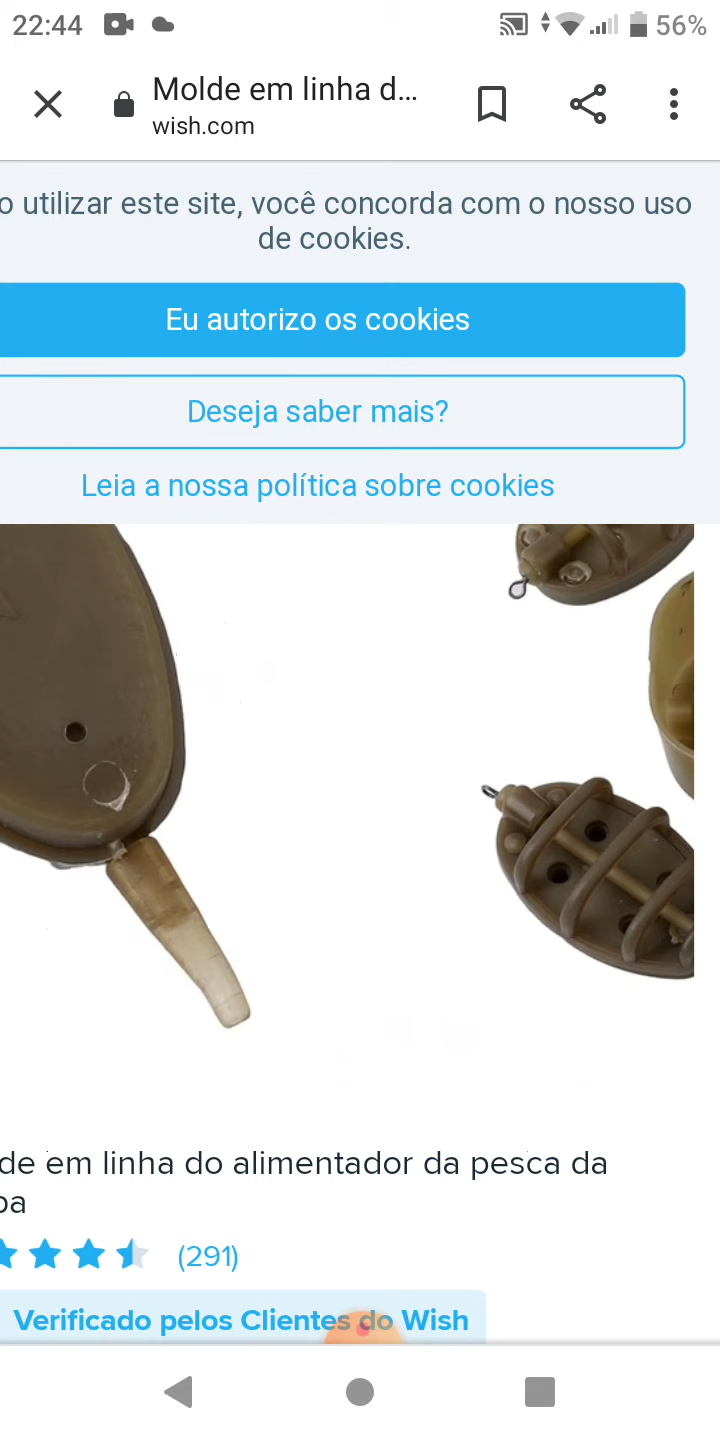 22:44 56%
Molde em linha d...
wish.com
o utilizar este site, você concorda com o nosso uso
de cookies.
Eu autorizo os cookies
Deseja saber mais?
Leia a nossa política sobre cookies
de em linha do alimentador da pesca da
pa
(291)
Verificado pelos Clientes do Wish